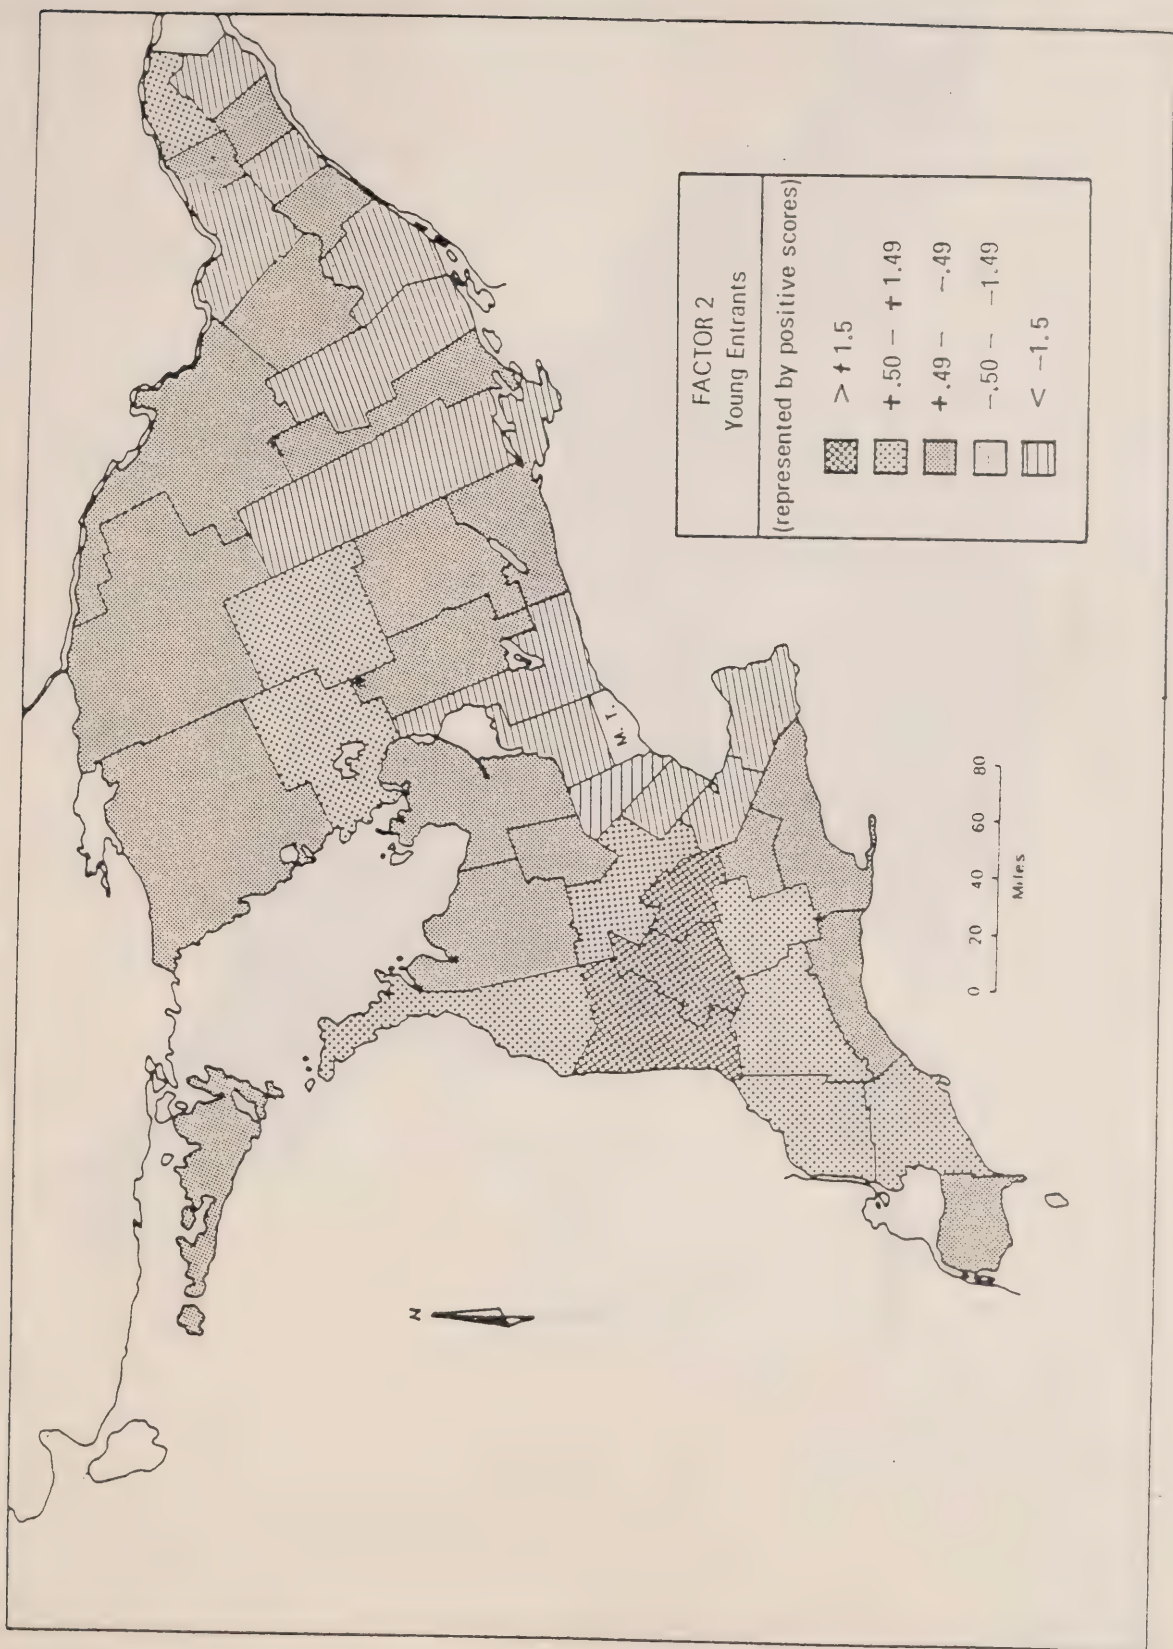 FACTOR 2
Young Entrants
(represented by positive scores)
> +1.5
+.50 – +1.49
+.49 – –.49
–.50 – –1.49
< –1.5
M.T.
0 20 40 60 80
Miles
N